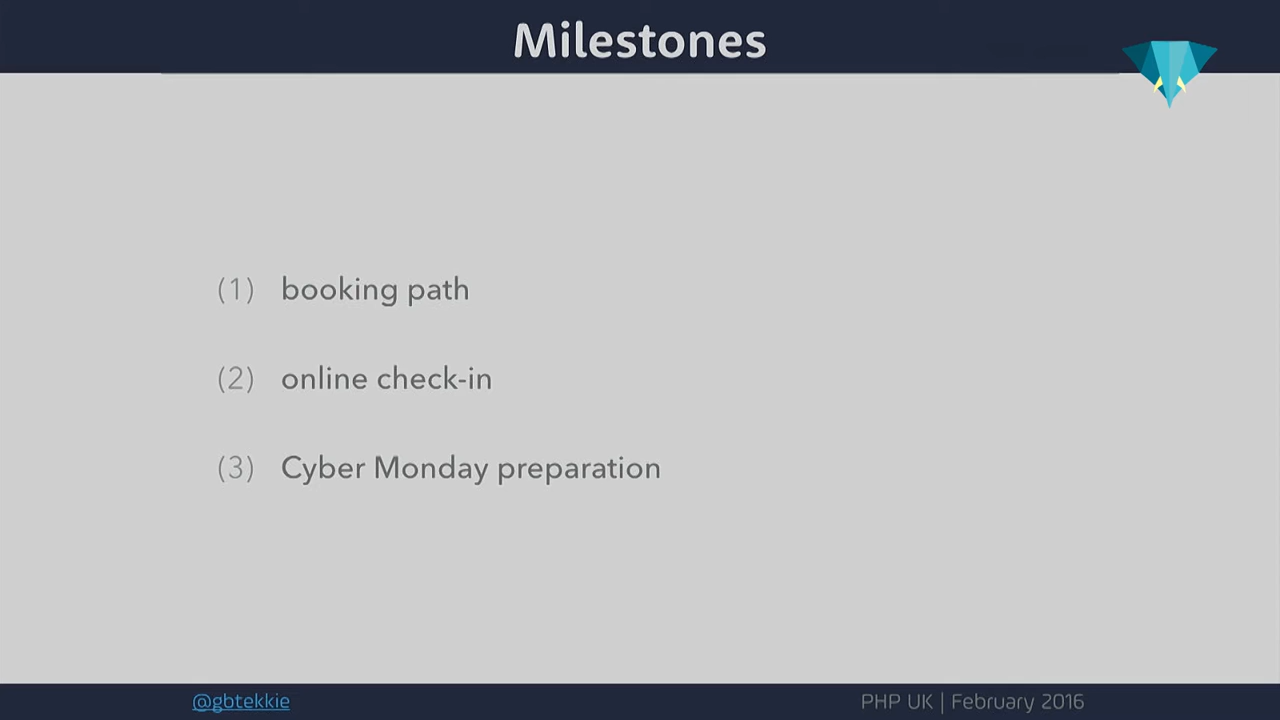 Milestones
(1) booking path
(2) online check-in
(3) Cyber Monday preparation
@gbtekkie
PHP UK | February 2016